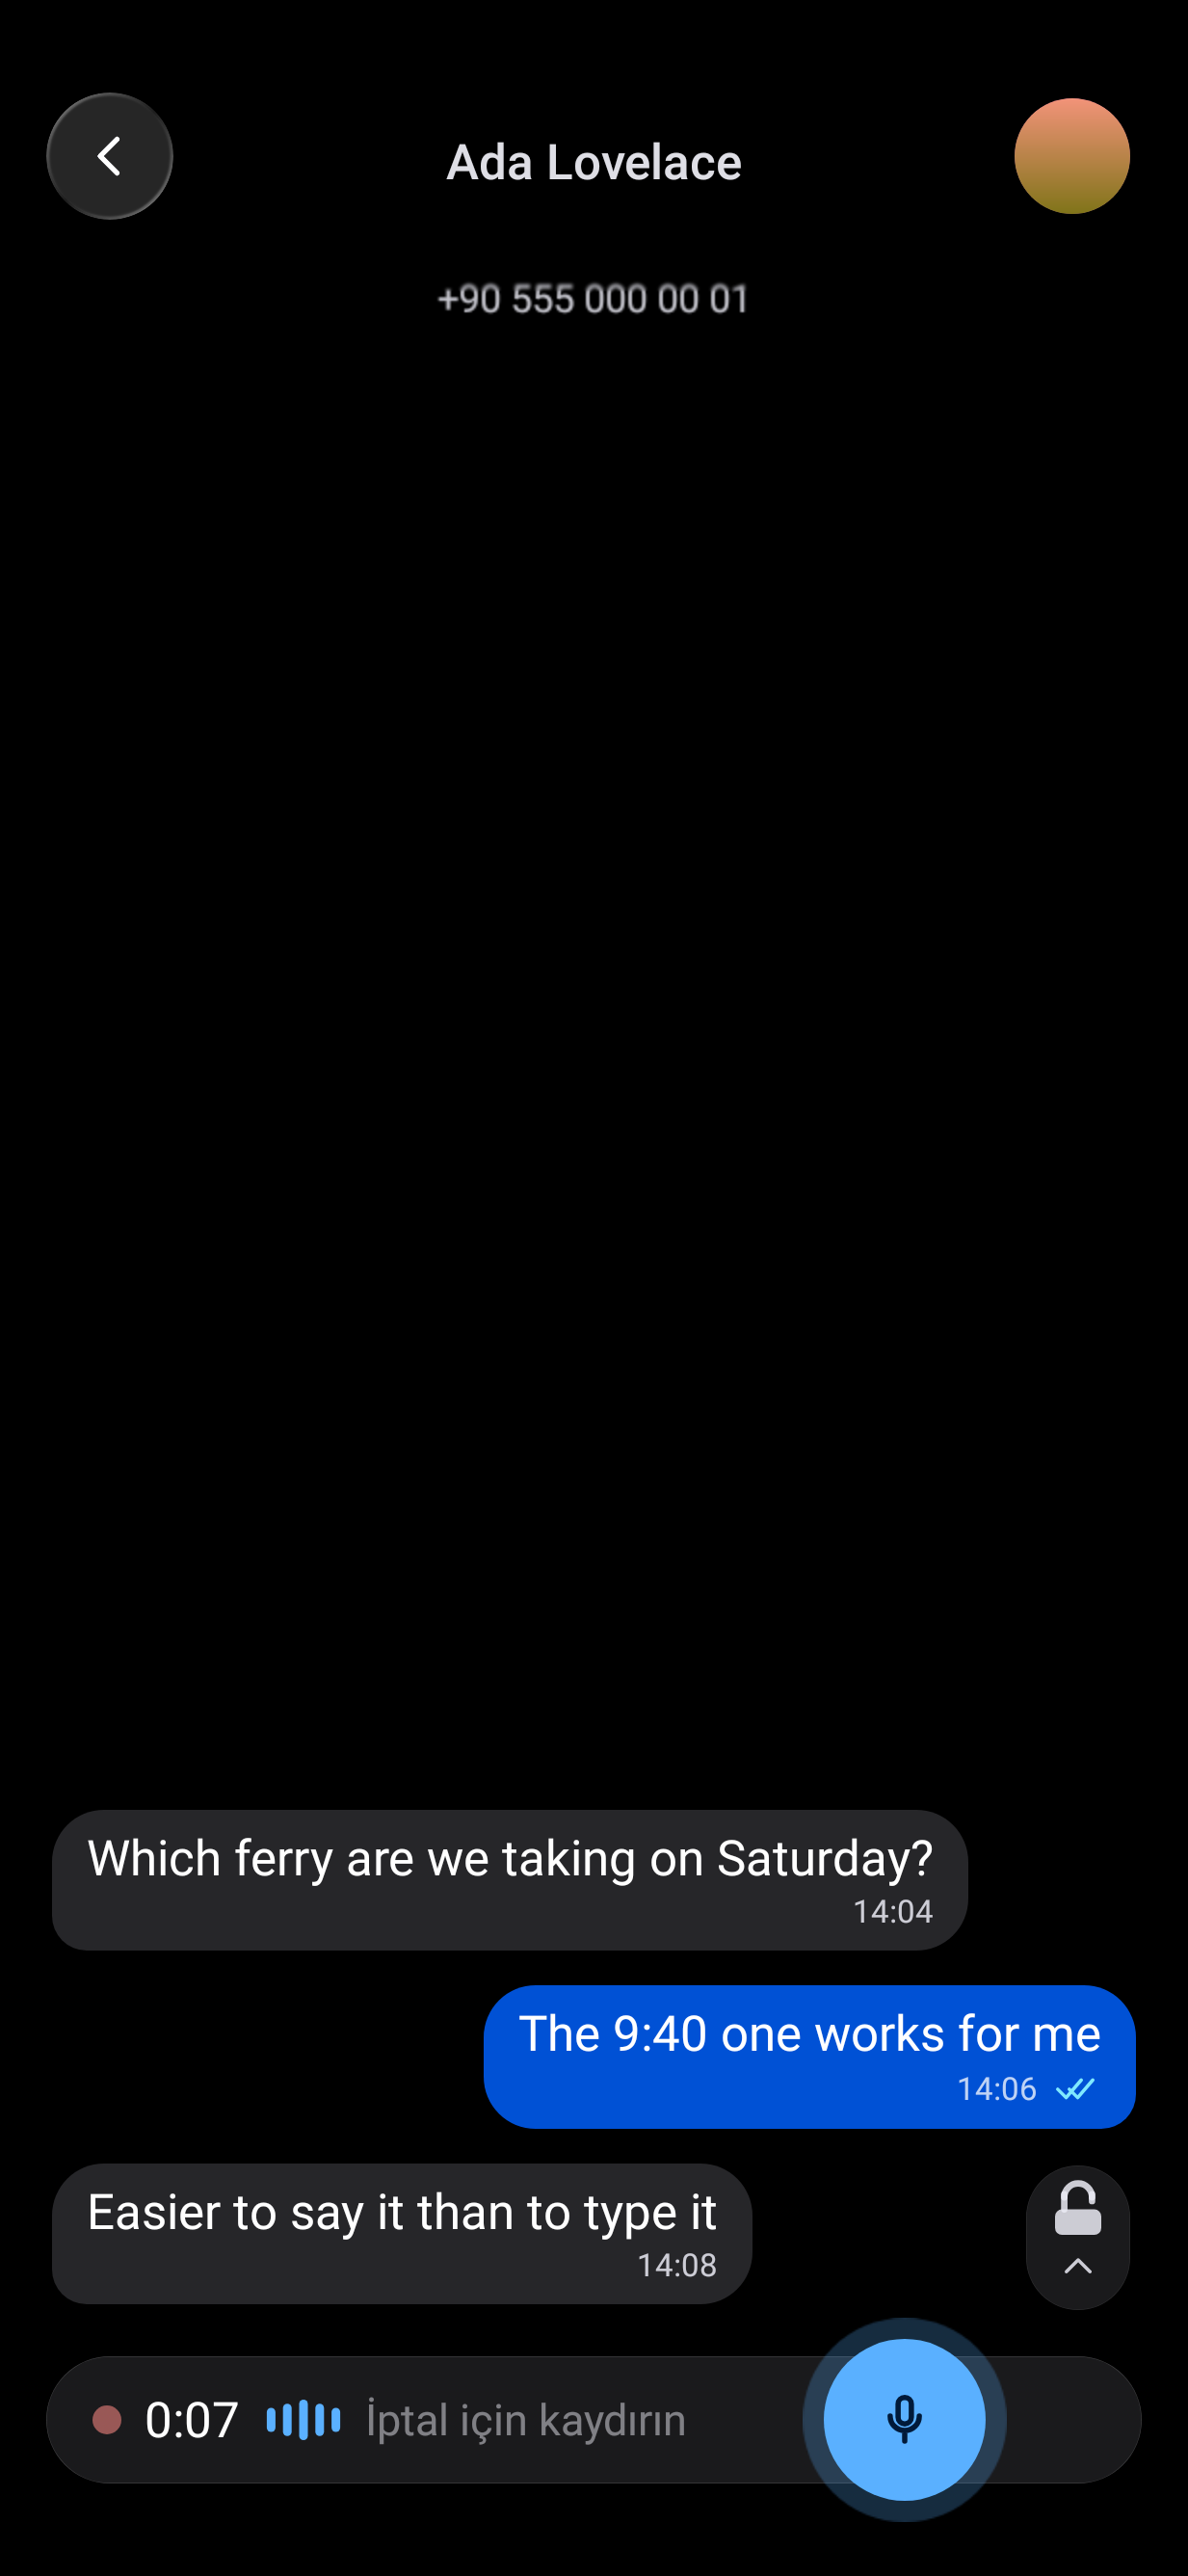 Ada Lovelace
+90 555 000 00 01
Which ferry are we taking on Saturday?
14:04
The 9:40 one works for me
14:06
Easier to say it than to type it
14:08
0:07 İptal için kaydırın